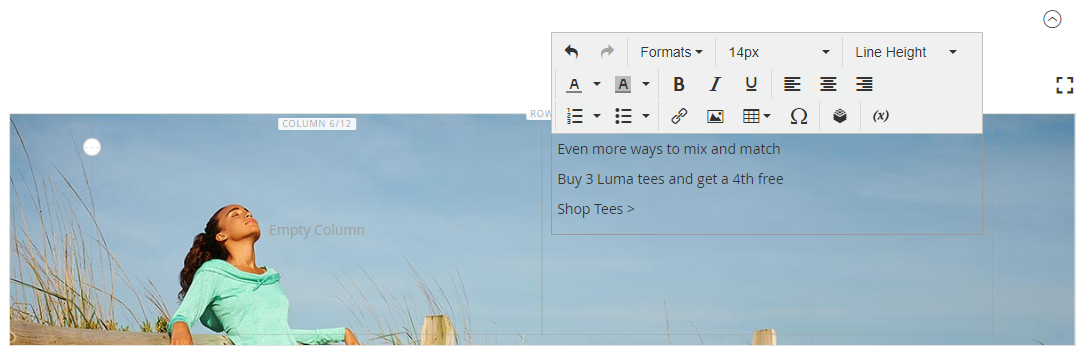 Formats 14px Line Height
A A B I U
Ω (x)
COLUMN 6/12
ROW
Even more ways to mix and match
Buy 3 Luma tees and get a 4th free
Shop Tees >
Empty Column